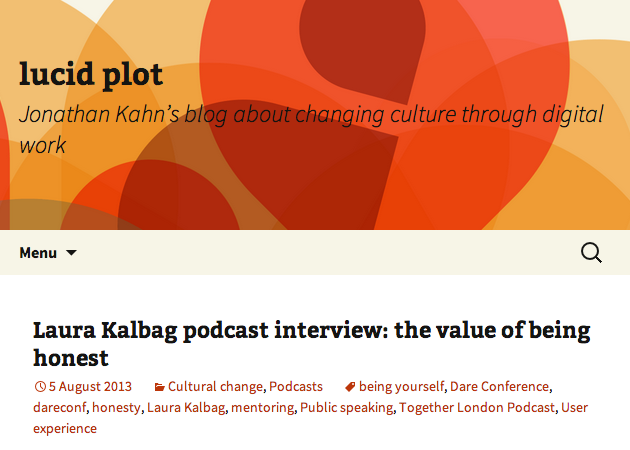 lucid plot
Jonathan Kahn’s blog about changing culture through digital
work
Menu
Laura Kalbag podcast interview: the value of being
honest
5 August 2013 Cultural change, Podcasts being yourself, Dare Conference,
dareconf, honesty, Laura Kalbag, mentoring, Public speaking, Together London Podcast, User
experience